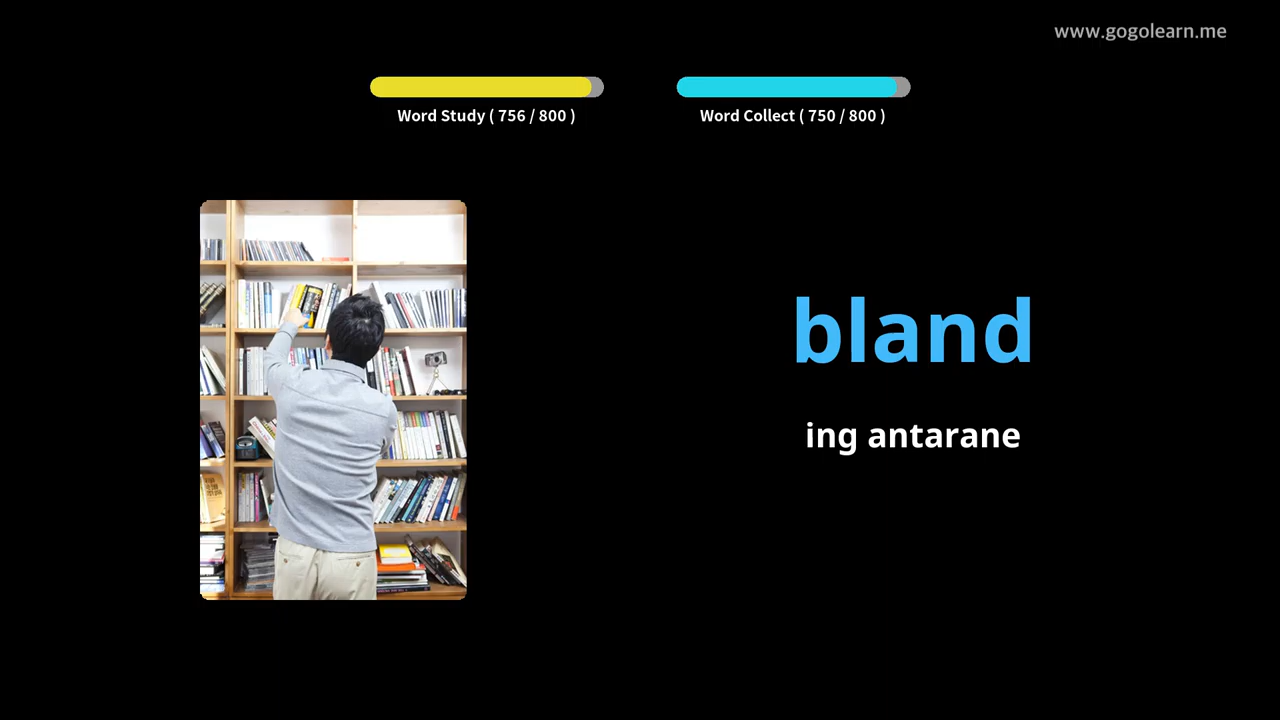 www.gogolearn.me
Word Study ( 756 / 800 )
Word Collect ( 750 / 800 )
bland
ing antarane